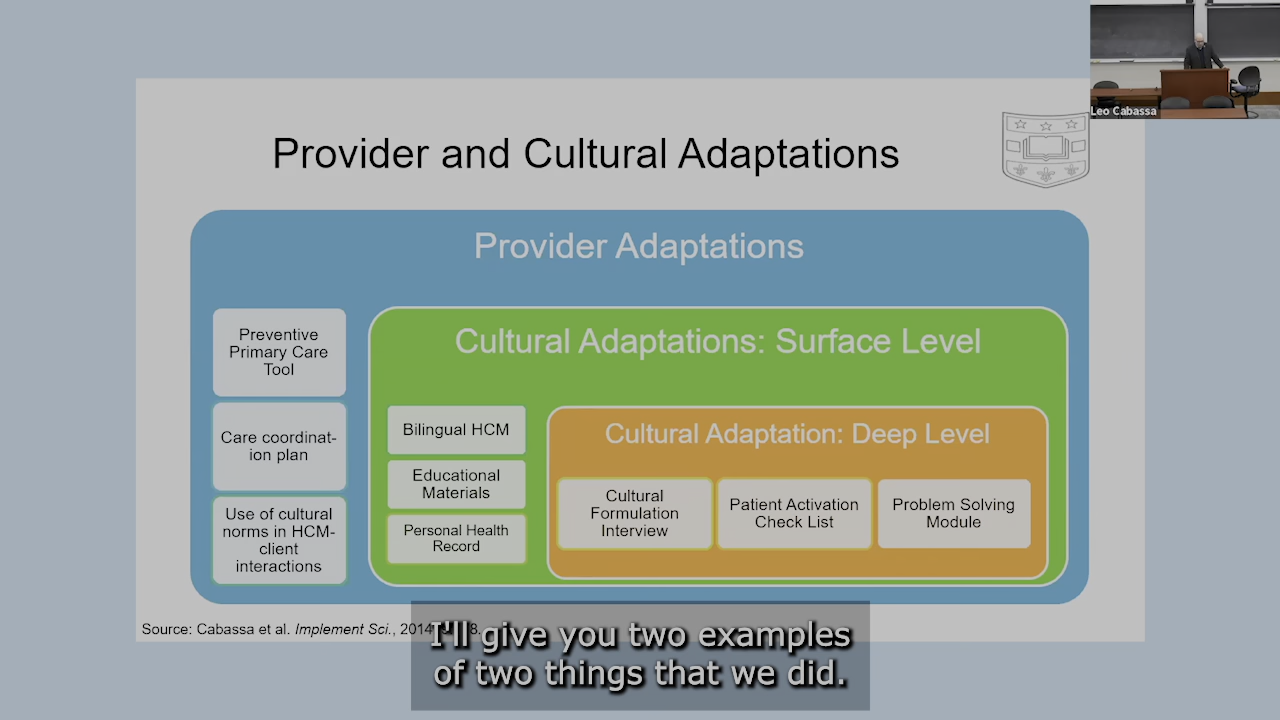 Leo Cabassa
Provider and Cultural Adaptations
Provider Adaptations
Preventive
Primary Care
Tool
Care coordinat-
ion plan
Use of cultural
norms in HCM-
client
interactions
Cultural Adaptations: Surface Level
Bilingual HCM
Educational
Materials
Personal Health
Record
Cultural Adaptation: Deep Level
Cultural
Formulation
Interview
Patient Activation
Check List
Problem Solving
Module
Source: Cabassa et al. Implement Sci., 2014
I'll give you two examples
of two things that we did.